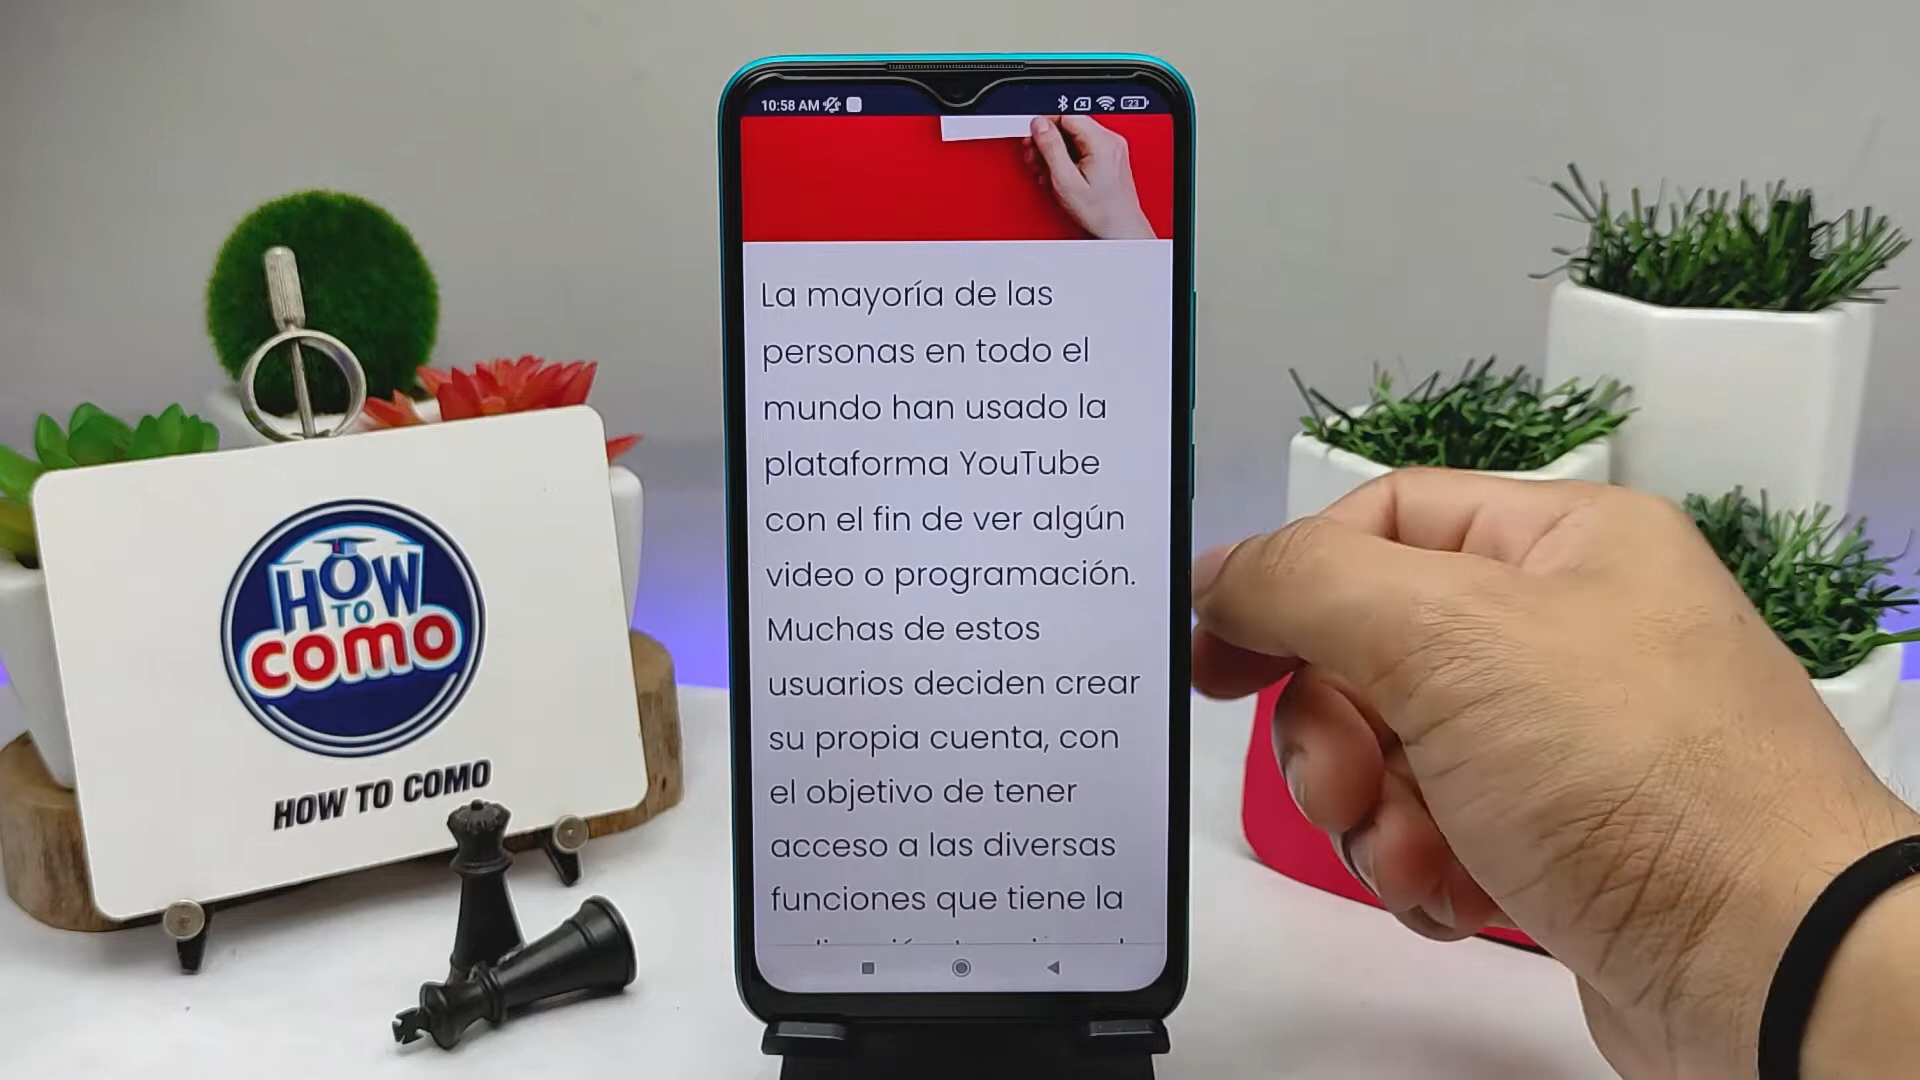 10:58 AM
23
La mayoría de las
personas en todo el
mundo han usado la
plataforma YouTube
con el fin de ver algún
video o programación.
Muchas de estos
usuarios deciden crear
su propia cuenta, con
el objetivo de tener
acceso a las diversas
funciones que tiene la
HOW
TO
COMO
HOW TO COMO